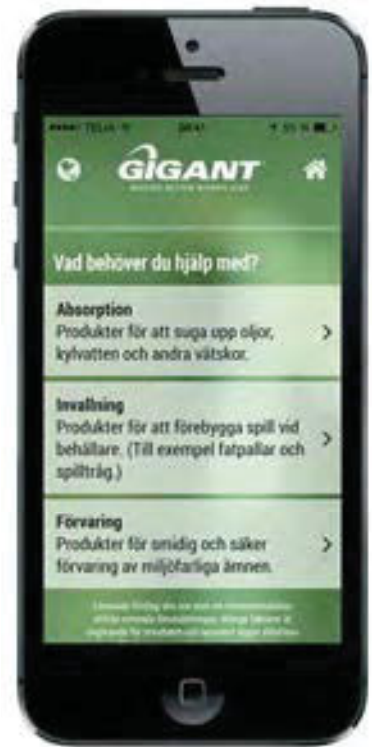 TELIA
GIGANT
Vad behöver du hjälp med?
Absorption
Produkter för att suga upp oljor,
kylvatten och andra vätskor.
Invallning
Produkter för att förebygga spill vid
behållare. (Till exempel fatpallar och
spilltråg.)
Förvaring
Produkter för smidig och säker
förvaring av miljöfarliga ämnen.